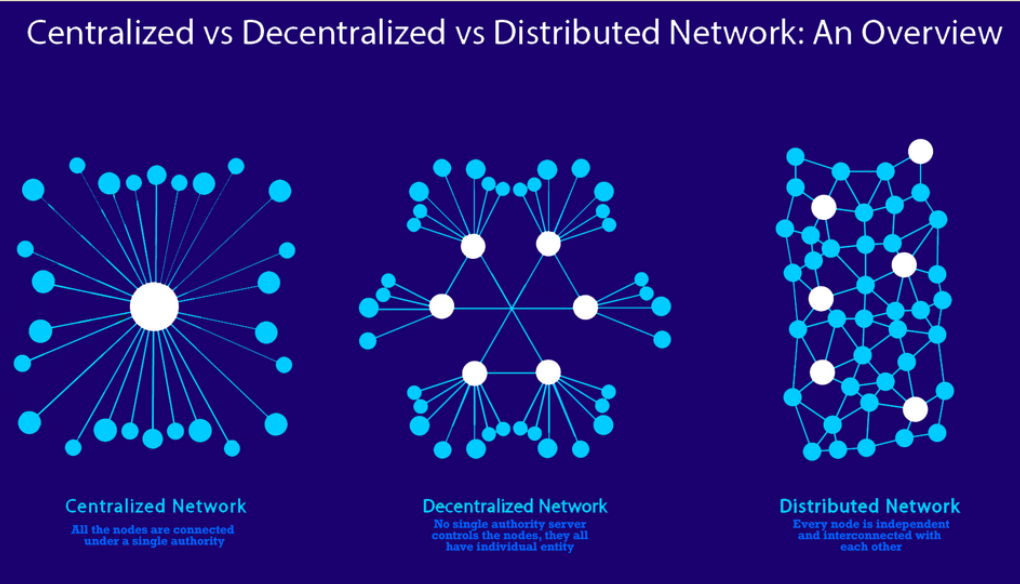 Centralized vs Decentralized vs Distributed Network: An Overview
Centralized Network
All the nodes are connected
under a single authority
Decentralized Network
No single authority server
controls the nodes, they all
have individual entity
Distributed Network
Every node is independent
and interconnected with
each other